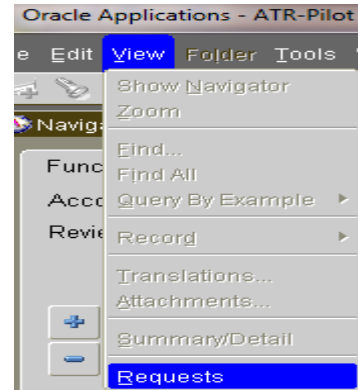 Oracle Applications - ATR-Pilot
e Edit View Folder Tools
Naviga
Show Navigator
Zoom
Func
Find...
Find All
Acco
Query By Example
Revie
Record
Translations...
Attachments...
Summary/Detail
Requests